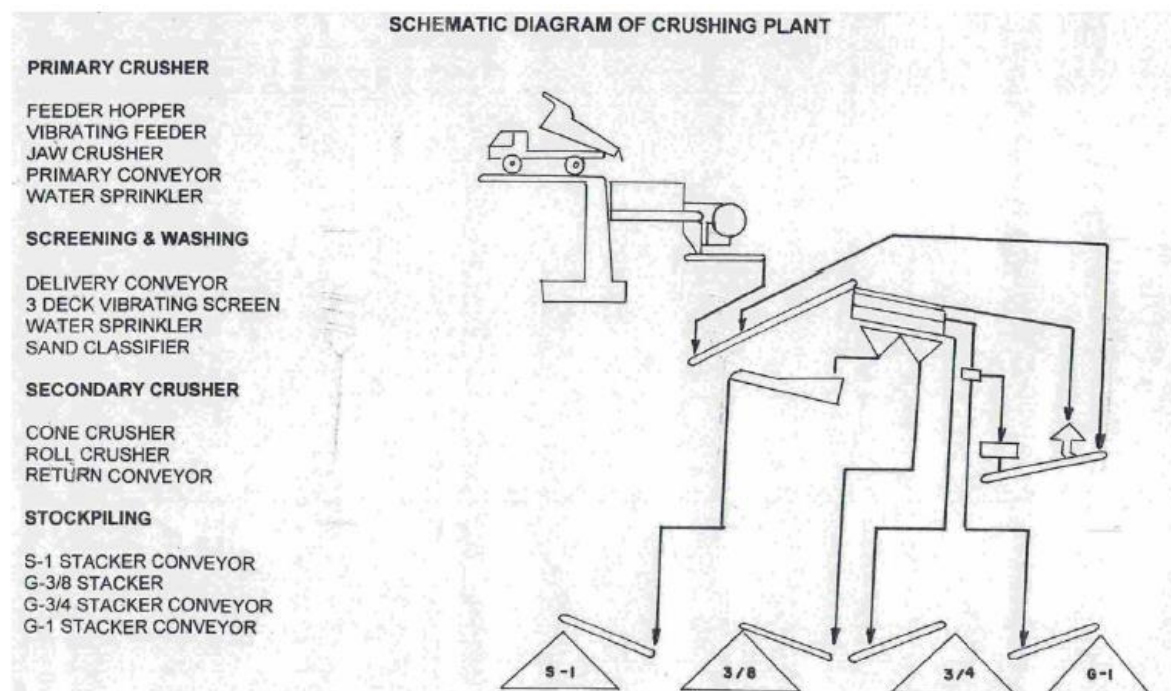 SCHEMATIC DIAGRAM OF CRUSHING PLANT
PRIMARY CRUSHER
FEEDER HOPPER
VIBRATING FEEDER
JAW CRUSHER
PRIMARY CONVEYOR
WATER SPRINKLER
SCREENING & WASHING
DELIVERY CONVEYOR
3 DECK VIBRATING SCREEN
WATER SPRINKLER
SAND CLASSIFIER
SECONDARY CRUSHER
CONE CRUSHER
ROLL CRUSHER
RETURN CONVEYOR
STOCKPILING
S-1 STACKER CONVEYOR
G-3/8 STACKER
G-3/4 STACKER CONVEYOR
G-1 STACKER CONVEYOR
S-1
3/8
3/4
G-1